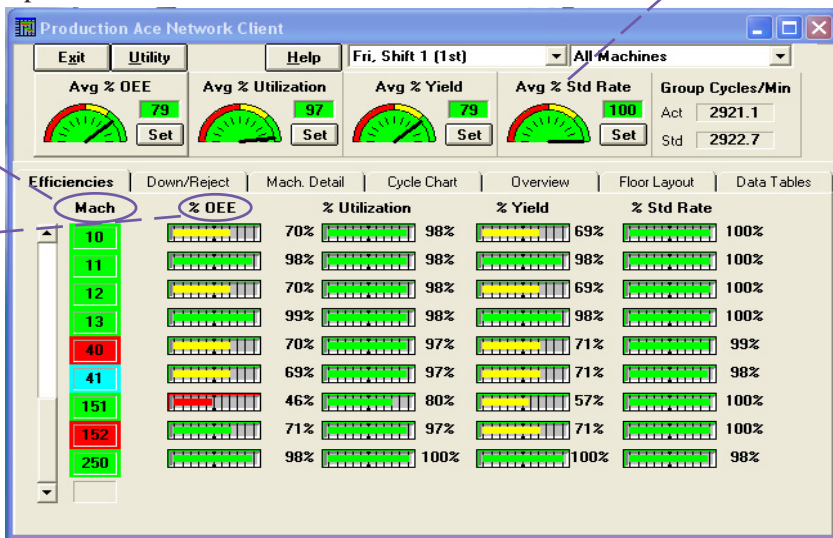 Production Ace Network Client
Exit Utility Help Fri, Shift 1 (1st) All Machines
Avg % OEE Avg % Utilization Avg % Yield Avg % Std Rate Group Cycles/Min
79 97 79 100 Act 2921.1
Set Set Set Set Std 2922.7
Efficiencies Down/Reject Mach. Detail Cycle Chart Overview Floor Layout Data Tables
Mach % OEE % Utilization % Yield % Std Rate
10 70% 98% 69% 100%
11 98% 98% 98% 100%
12 70% 98% 69% 100%
13 99% 98% 98% 100%
40 70% 97% 71% 99%
41 69% 97% 71% 98%
151 46% 80% 57% 100%
152 71% 97% 71% 100%
250 98% 100% 100% 98%